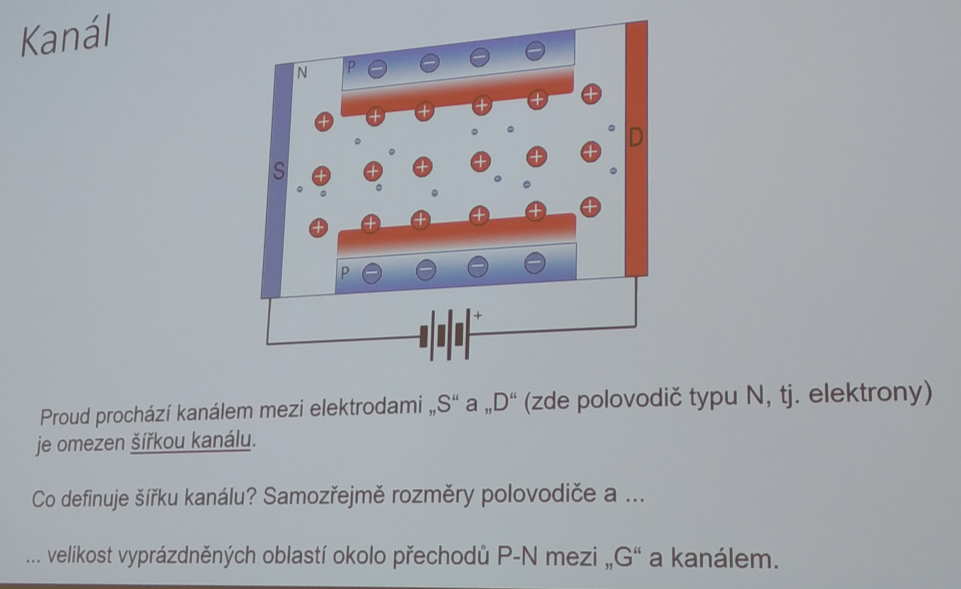 Kanál
N
P
S
D
P
+
Proud prochází kanálem mezi elektrodami „S“ a „D“ (zde polovodič typu N, tj. elektrony)
je omezen šířkou kanálu.
Co definuje šířku kanálu? Samozřejmě rozměry polovodiče a ...
... velikost vyprázdněných oblastí okolo přechodů P-N mezi „G“ a kanálem.